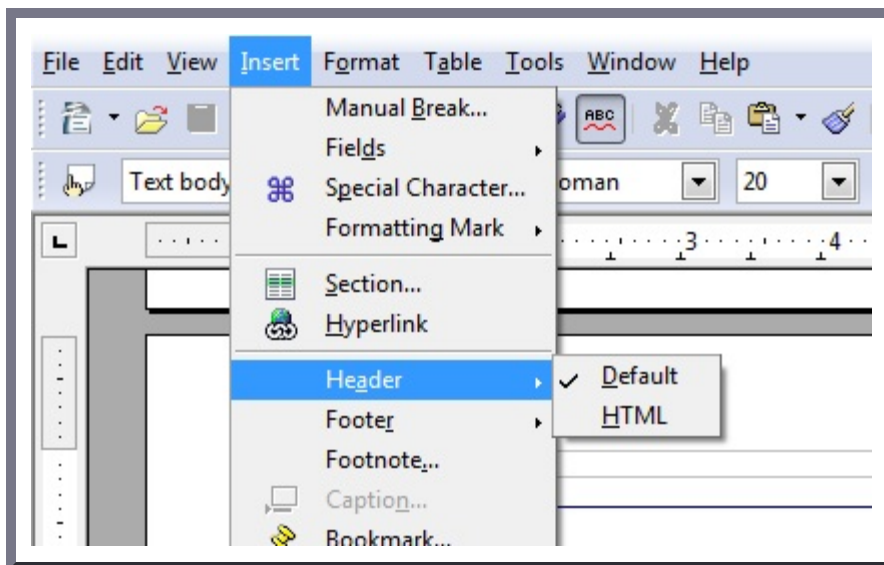 File Edit View Insert Format Table Tools Window Help
Manual Break...
ABC
Fields
Text body
Special Character...
oman
20
Formatting Mark
3
4
Section...
Hyperlink
Header
Default
Footer
HTML
Footnote...
Caption...
Bookmark...